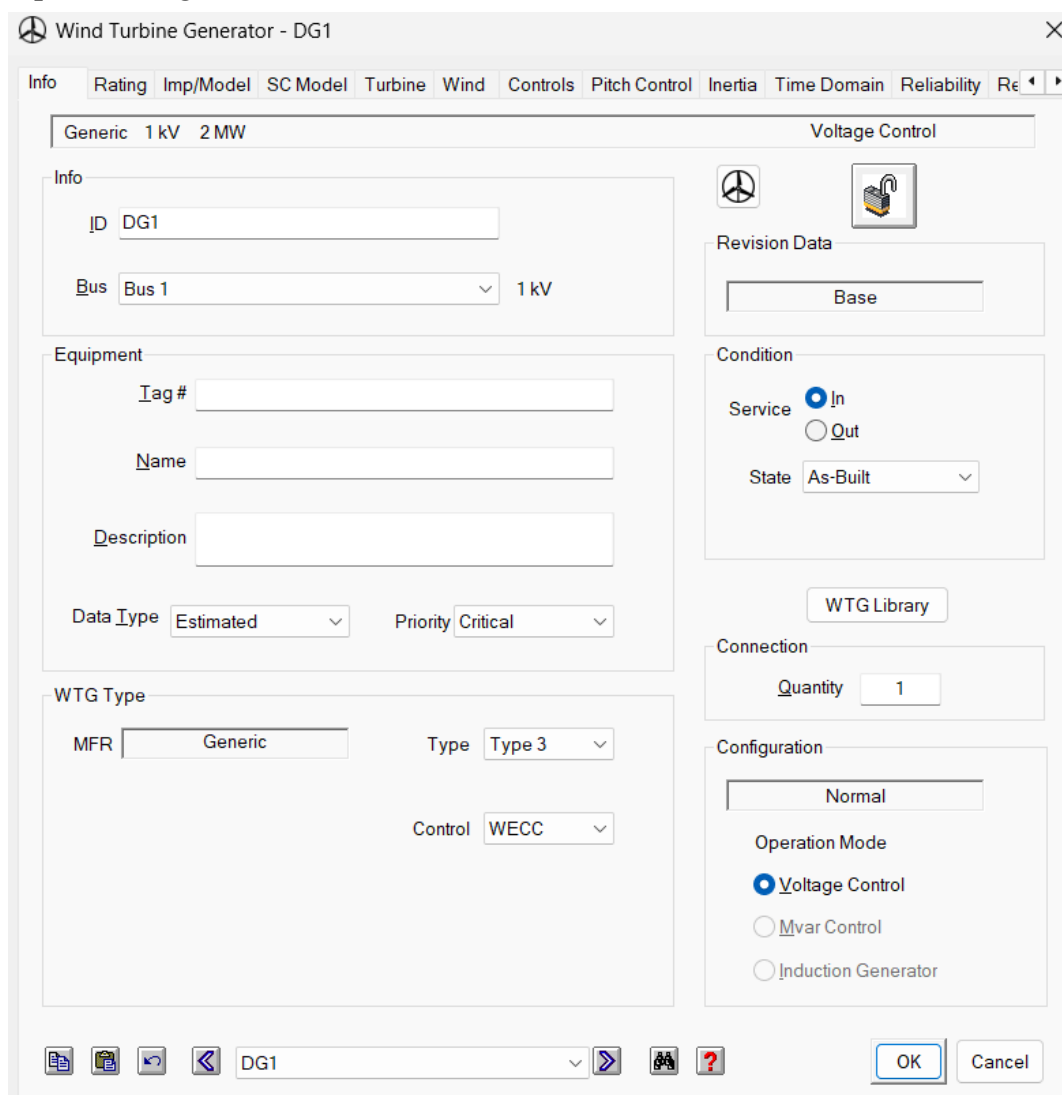 Wind Turbine Generator - DG1
Info Rating Imp/Model SC Model Turbine Wind Controls Pitch Control Inertia Time Domain Reliability Re
Generic 1 kV 2 MW Voltage Control
Info
ID DG1
Bus Bus 1 1 kV
Revision Data
Base
Equipment
Tag #
Name
Description
Data Type Estimated Priority Critical
Condition
Service In
Out
State As-Built
WTG Library
Connection
Quantity 1
WTG Type
MFR Generic Type Type 3
Control WECC
Configuration
Normal
Operation Mode
Voltage Control
Mvar Control
Induction Generator
DG1 ? OK Cancel